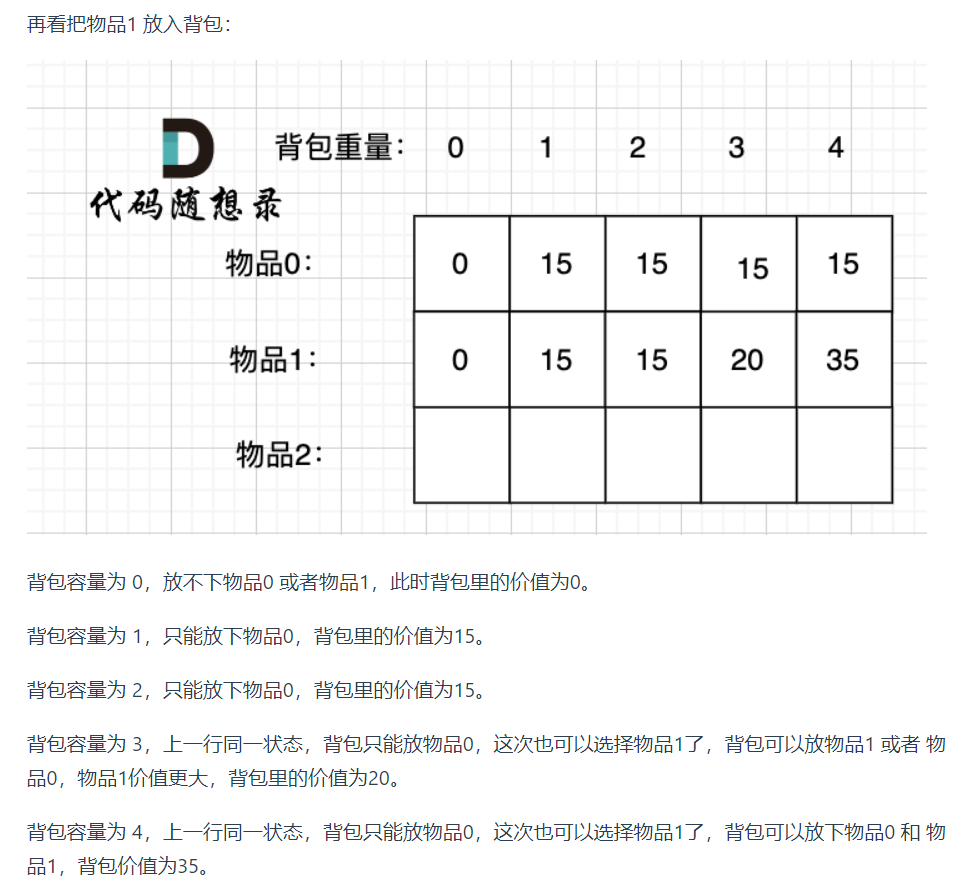 再看把物品1 放入背包：
背包重量： 0 1 2 3 4
代码随想录
物品0： 0 15 15 15 15
物品1： 0 15 15 20 35
物品2：
背包容量为 0，放不下物品0 或者物品1，此时背包里的价值为0。
背包容量为 1，只能放下物品0，背包里的价值为15。
背包容量为 2，只能放下物品0，背包里的价值为15。
背包容量为 3，上一行同一状态，背包只能放物品0，这次也可以选择物品1了，背包可以放物品1 或者 物
品0，物品1价值更大，背包里的价值为20。
背包容量为 4，上一行同一状态，背包只能放物品0，这次也可以选择物品1了，背包可以放下物品0 和 物
品1，背包价值为35。